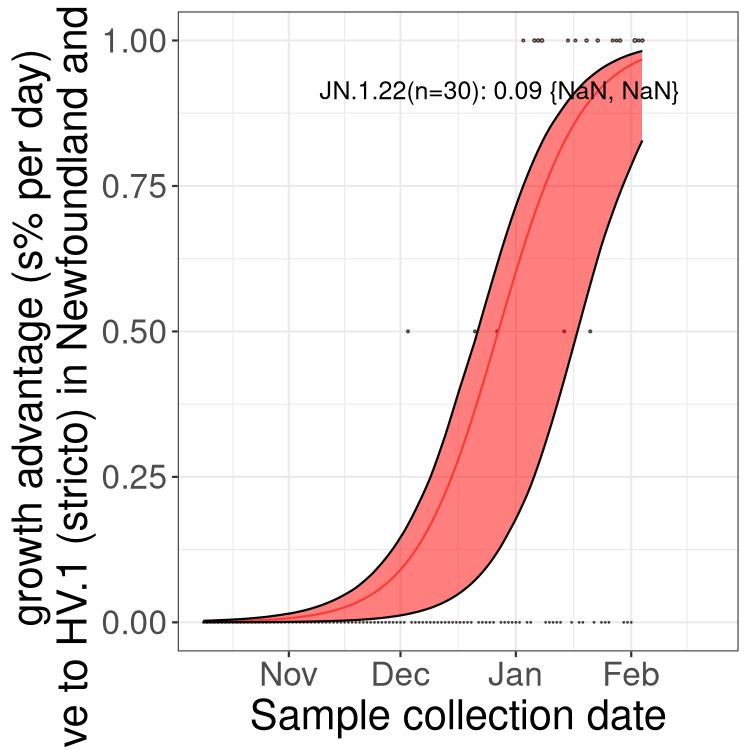 growth advantage (s% per day)
ve to HV.1 (stricto) in Newfoundland and
1.00
0.75
0.50
0.25
0.00
JN.1.22(n=30): 0.09 {NaN, NaN}
Nov Dec Jan Feb
Sample collection date